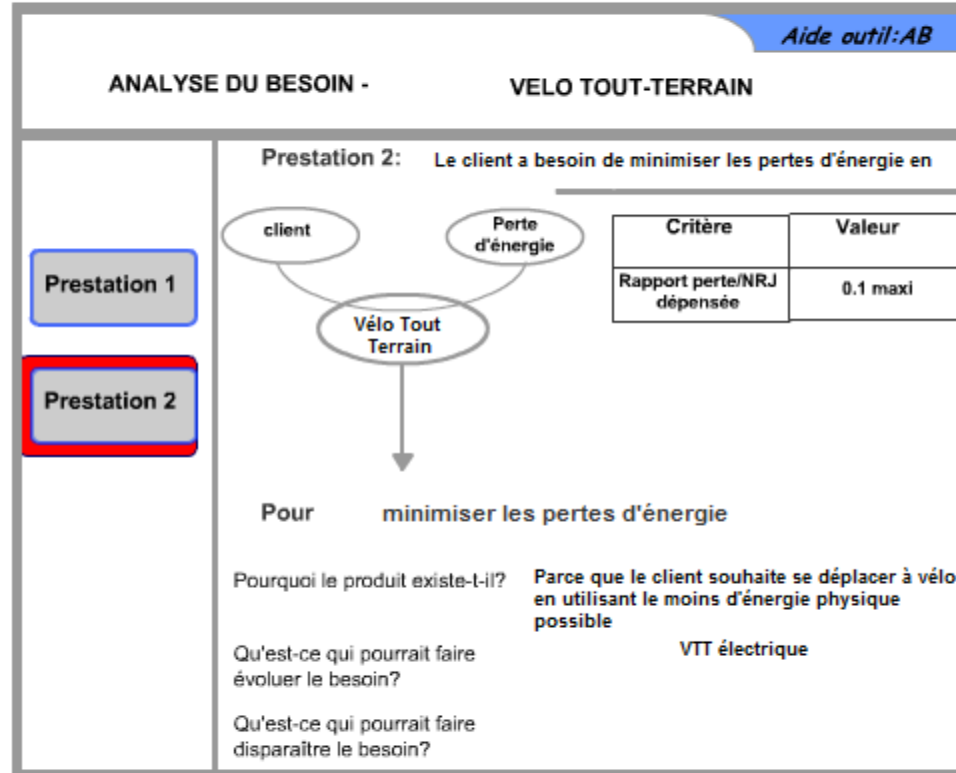 Aide outil:AB
ANALYSE DU BESOIN - VELO TOUT-TERRAIN
Prestation 2: Le client a besoin de minimiser les pertes d'énergie en
client
Perte
d'énergie
Critère Valeur
Rapport perte/NRJ
dépensée
0.1 maxi
Prestation 1
Vélo Tout
Terrain
Prestation 2
Pour minimiser les pertes d'énergie
Pourquoi le produit existe-t-il?
Parce que le client souhaite se déplacer à vélo
en utilisant le moins d'énergie physique
possible
Qu'est-ce qui pourrait faire
évoluer le besoin?
VTT électrique
Qu'est-ce qui pourrait faire
disparaître le besoin?